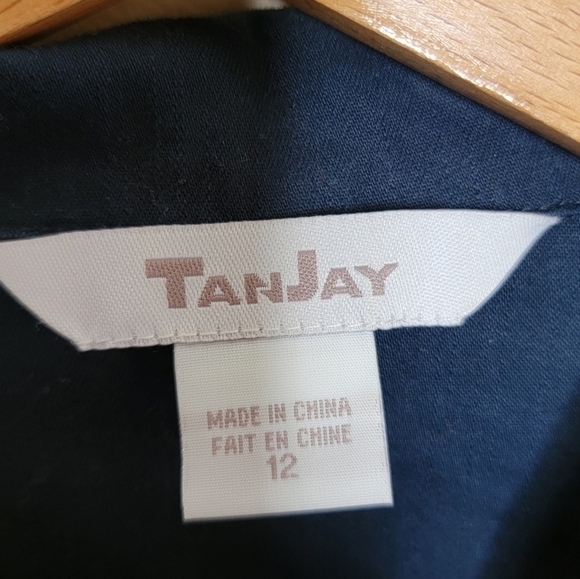 TANJAY
MADE IN CHINA
FAIT EN CHINE
12